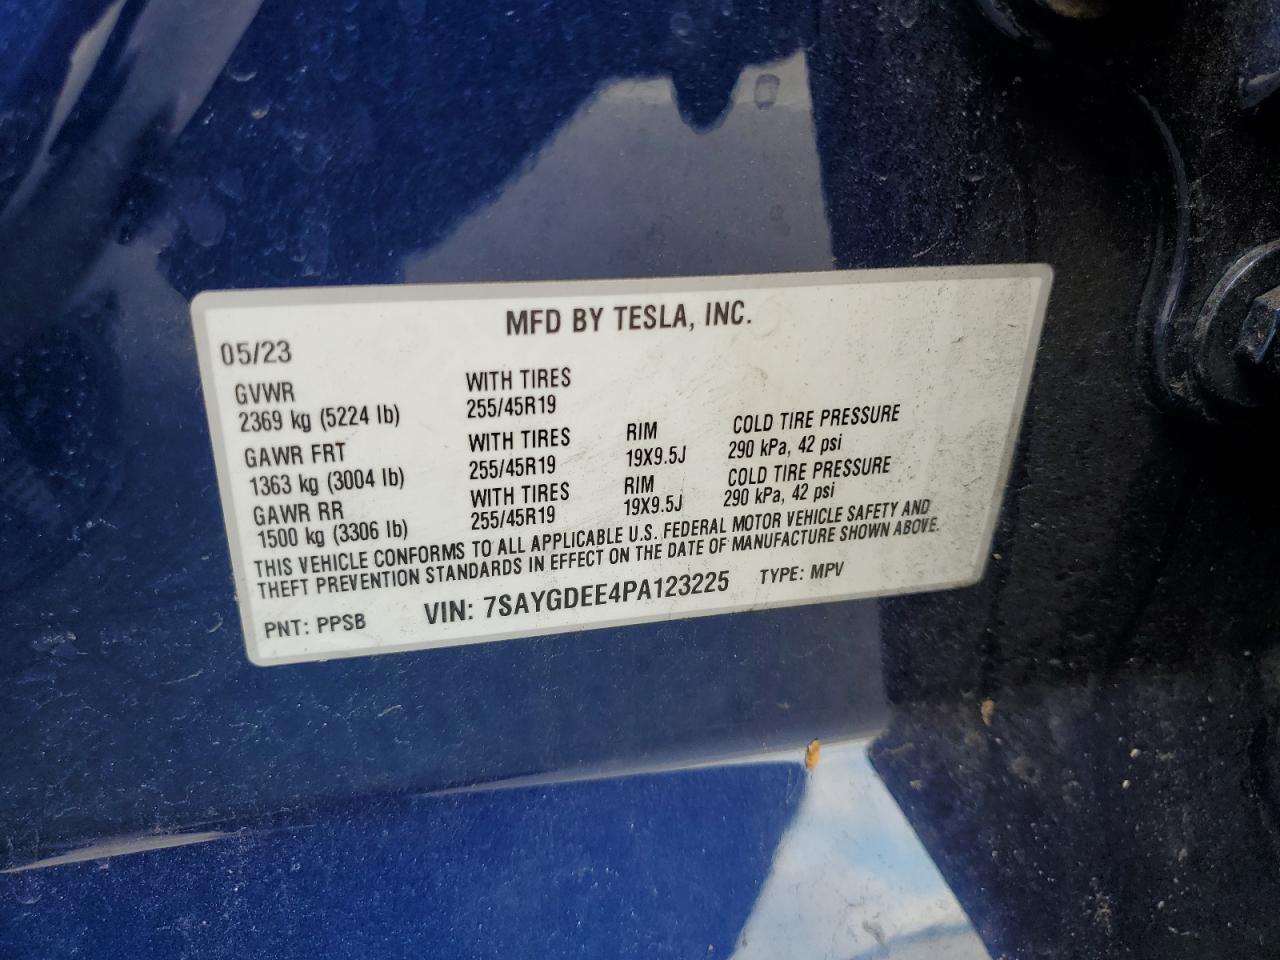 MFD BY TESLA, INC.
05/23
GVWR WITH TIRES
2369 kg (5224 lb) 255/45R19
GAWR FRT WITH TIRES RIM COLD TIRE PRESSURE
1363 kg (3004 lb) 255/45R19 19X9.5J 290 kPa, 42 psi
GAWR RR WITH TIRES RIM COLD TIRE PRESSURE
1500 kg (3306 lb) 255/45R19 19X9.5J 290 kPa, 42 psi
THIS VEHICLE CONFORMS TO ALL APPLICABLE U.S. FEDERAL MOTOR VEHICLE SAFETY AND
THEFT PREVENTION STANDARDS IN EFFECT ON THE DATE OF MANUFACTURE SHOWN ABOVE.
PNT: PPSB VIN: 7SAYGDEE4PA123225 TYPE: MPV